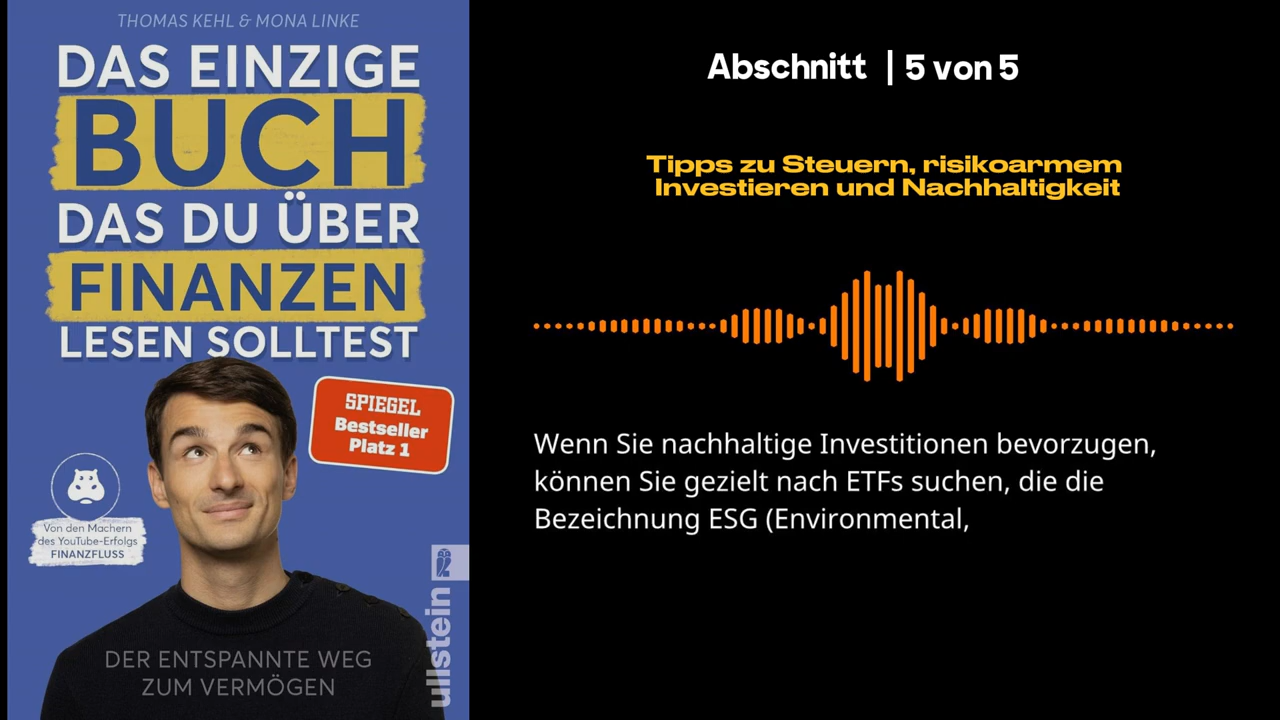 THOMAS KEHL & MONA LINKE
DAS EINZIGE
BUCH
DAS DU ÜBER
FINANZEN
LESEN SOLLTEST
SPIEGEL
Bestseller
Platz 1
Von den Machern
des YouTube-Erfolgs
FINANZFLUSS
DER ENTSPANNTE WEG
ZUM VERMÖGEN
ullstein
Abschnitt | 5 von 5
Tipps zu Steuern, risikoarmem
Investieren und Nachhaltigkeit
Wenn Sie nachhaltige Investitionen bevorzugen,
können Sie gezielt nach ETFs suchen, die die
Bezeichnung ESG (Environmental,